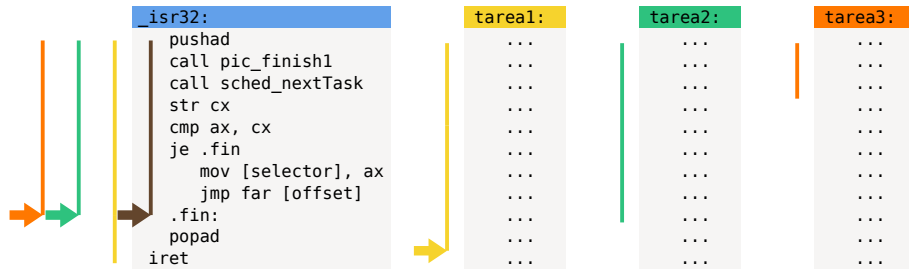 _isr32:
pushad
call pic_finish1
call sched_nextTask
str cx
cmp ax, cx
je .fin
mov [selector], ax
jmp far [offset]
.fin:
popad
iret
tarea1:
...
...
...
...
...
...
...
...
...
...
...
tarea2:
...
...
...
...
...
...
...
...
...
...
...
tarea3:
...
...
...
...
...
...
...
...
...
...
...